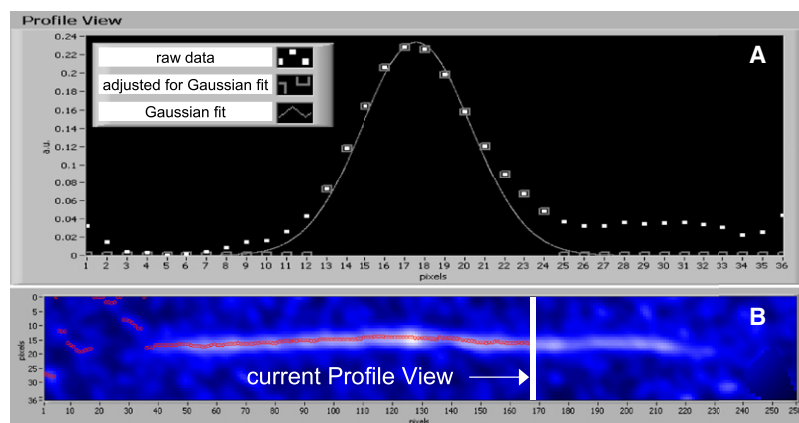 Profile View
A
raw data
adjusted for Gaussian fit
Gaussian fit
a.u.
0.24
0.22
0.2
0.18
0.16
0.14
0.12
0.1
0.08
0.06
0.04
0.02
0
1 2 3 4 5 6 7 8 9 10 11 12 13 14 15 16 17 18 19 20 21 22 23 24 25 26 27 28 29 30 31 32 33 34 35 36
pixels
B
pixels
0
5
10
15
20
25
30
36
current Profile View
1 10 20 30 40 50 60 70 80 90 100 110 120 130 140 150 160 170 180 190 200 210 220 230 240 250 258
pixels